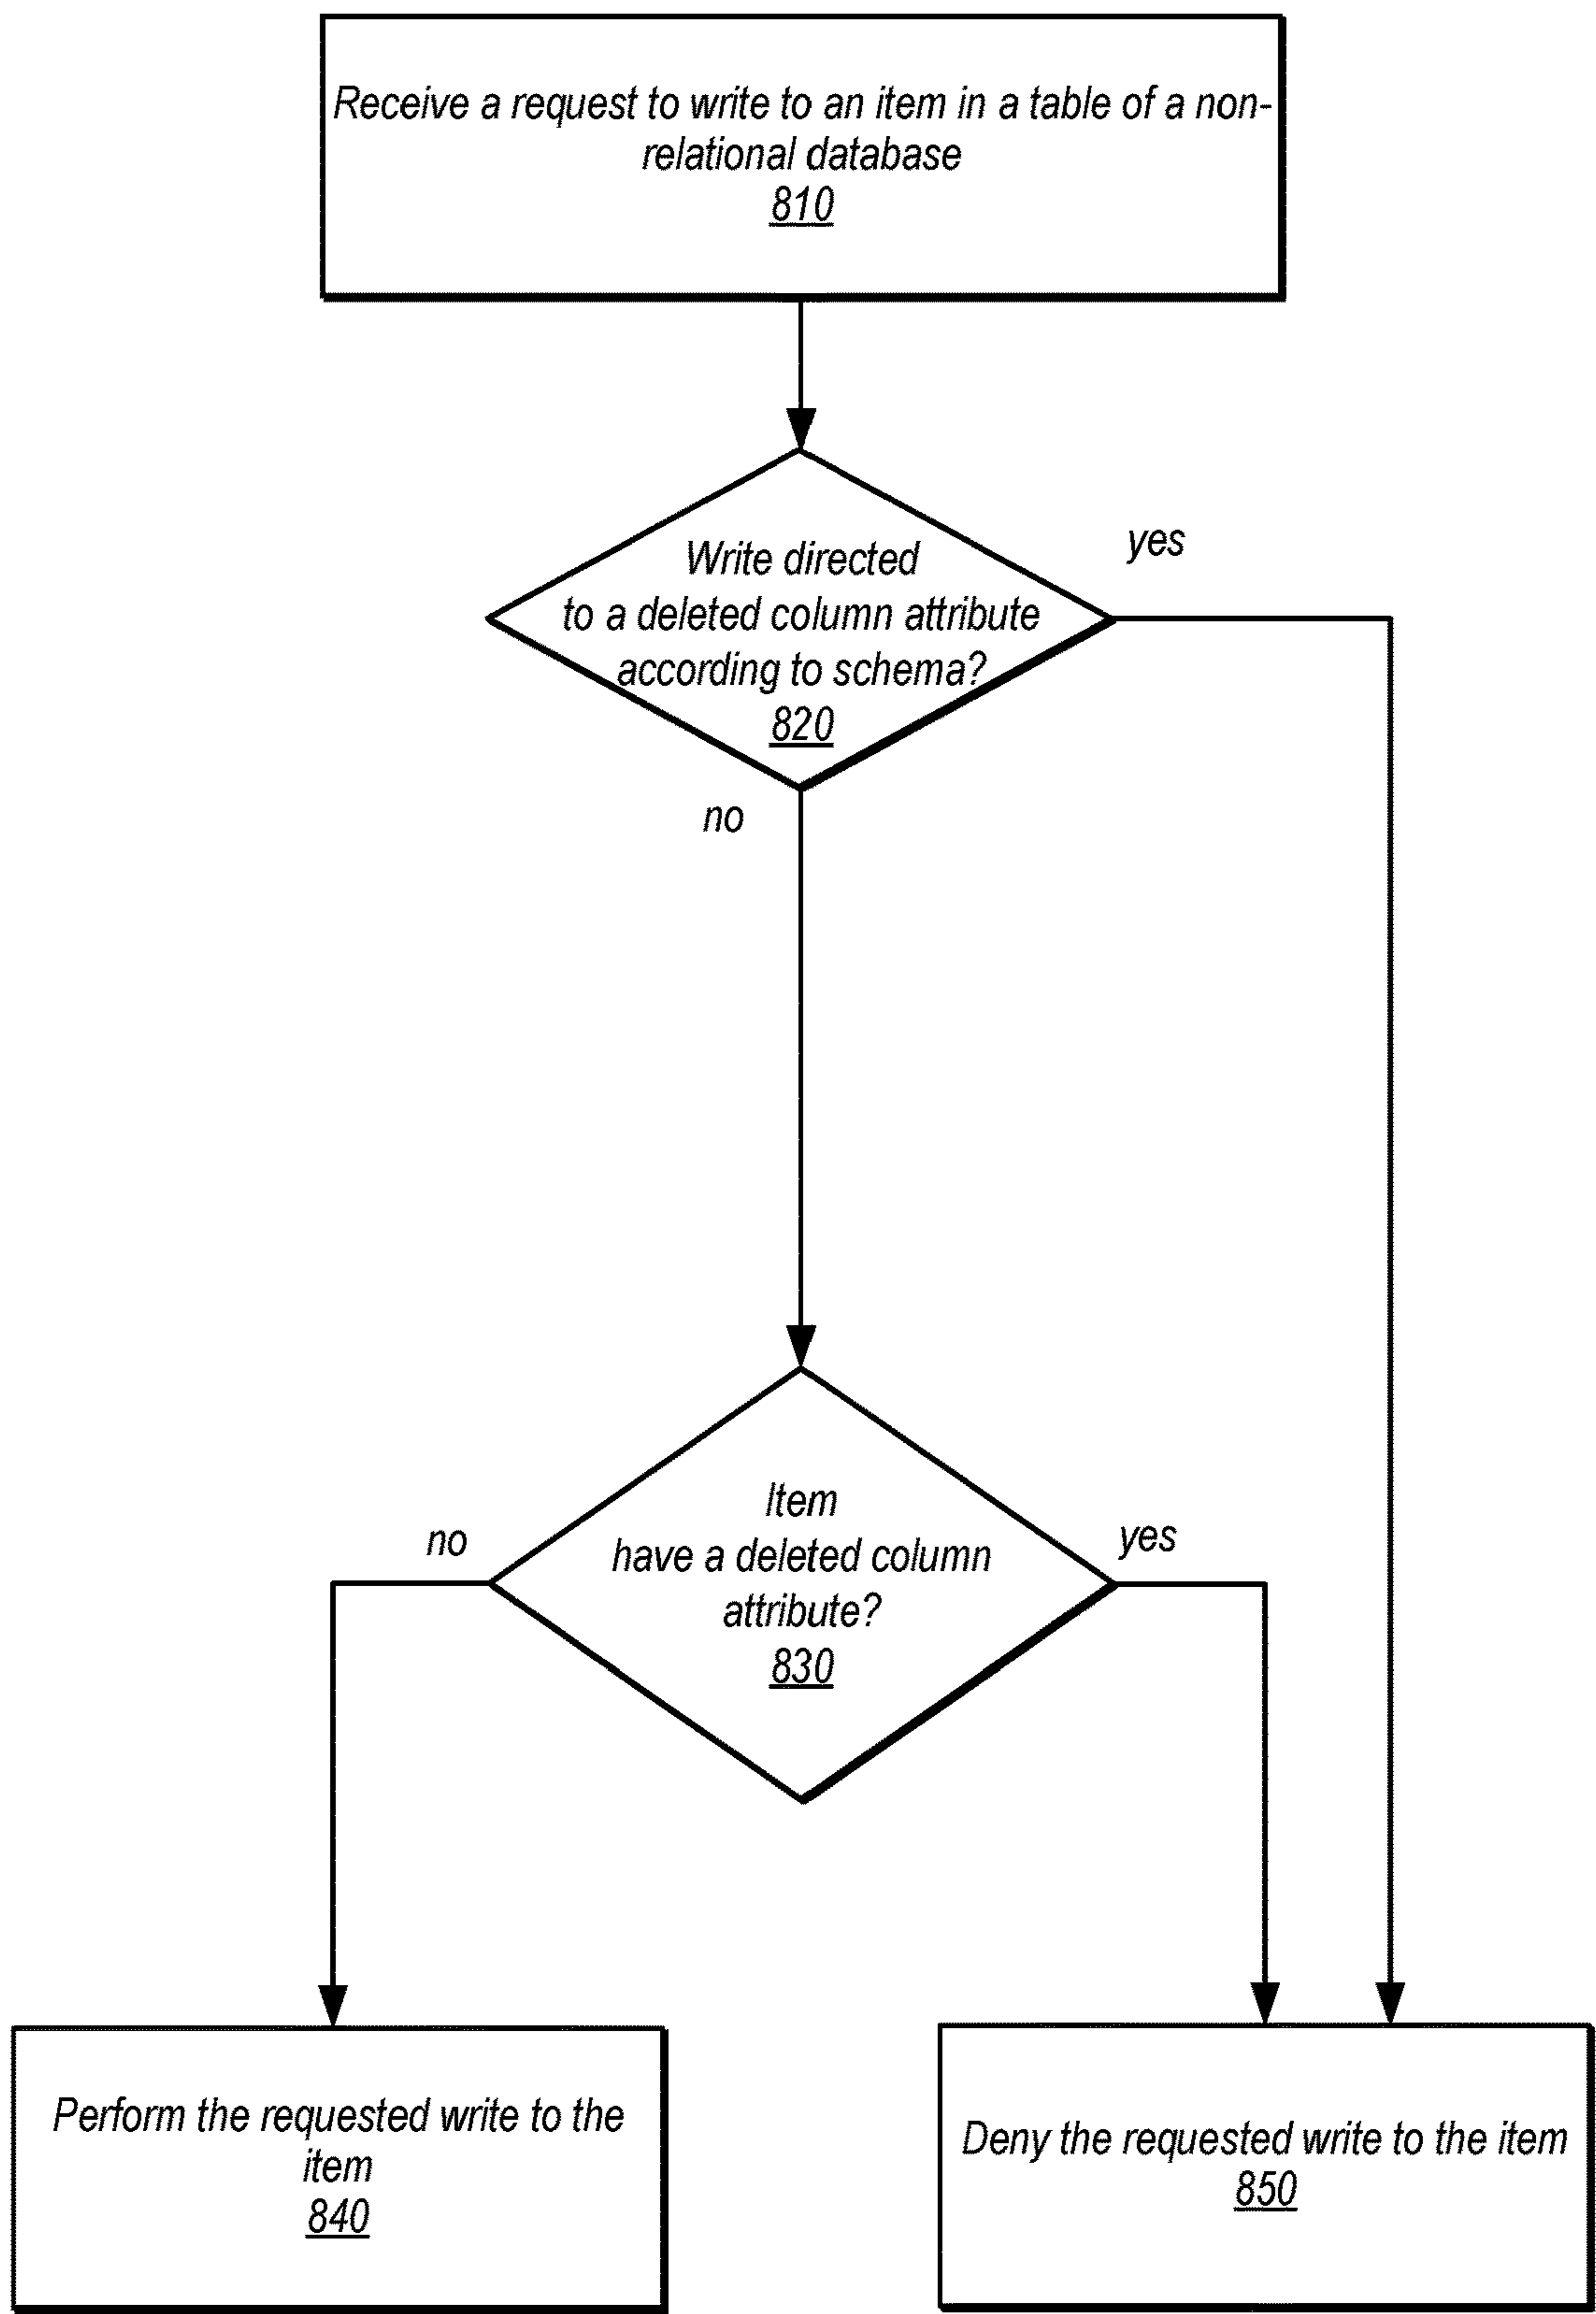 Receive a request to write to an item in a table of a non-
relational database
810
Write directed
to a deleted column attribute
according to schema?
820
yes
no
Item
have a deleted column
attribute?
830
no
yes
Perform the requested write to the
item
840
Deny the requested write to the item
850